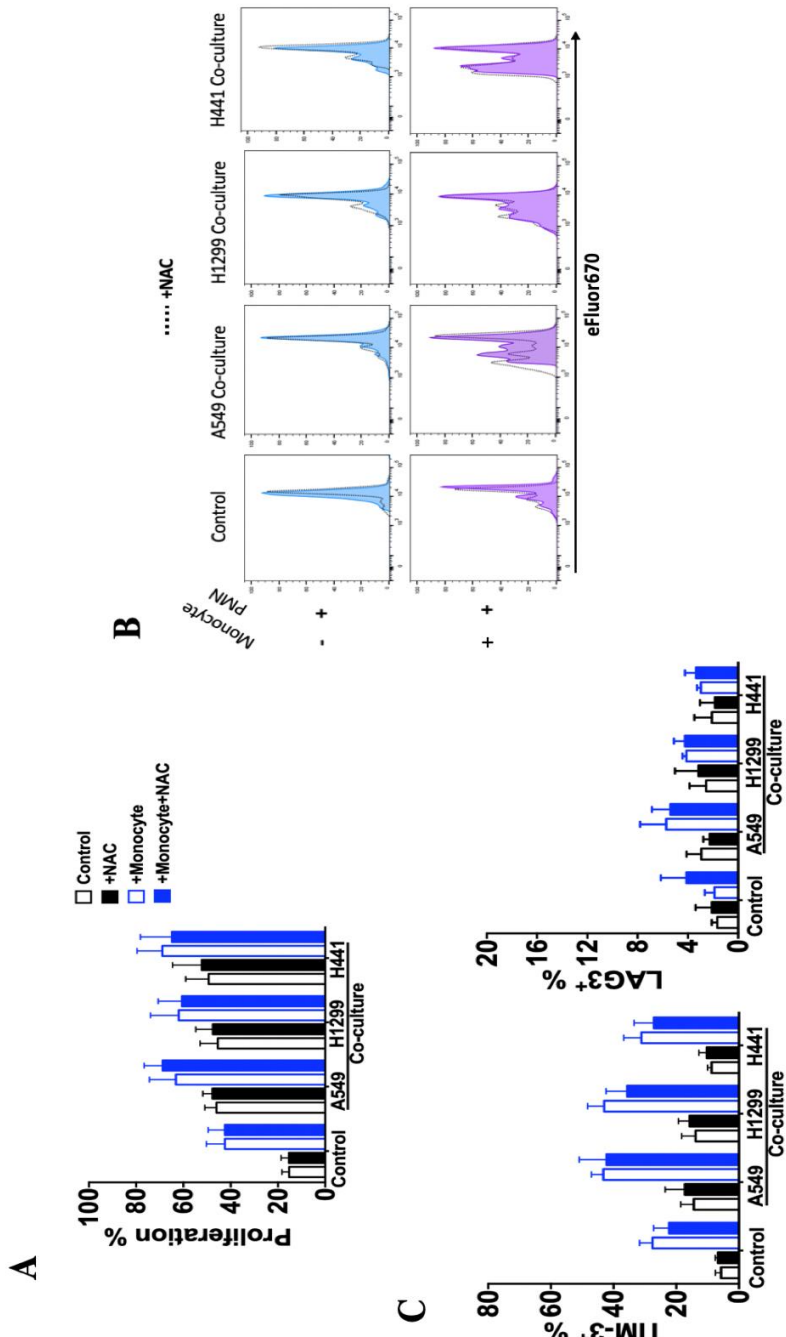 A
Proliferation %
100
80
60
40
20
0
Control
A549
H1299
H441
Co-culture
Control
+NAC
+Monocyte
+Monocyte+NAC
B
+NAC
Monocyte
PMN
Control
A549 Co-culture
H1299 Co-culture
H441 Co-culture
- +
+ +
eFluor670
C
TIM-3⁺ %
80
60
40
20
0
Control
A549
H1299
H441
Co-culture
LAG3⁺ %
20
16
12
8
4
0
Control
A549
H1299
H441
Co-culture